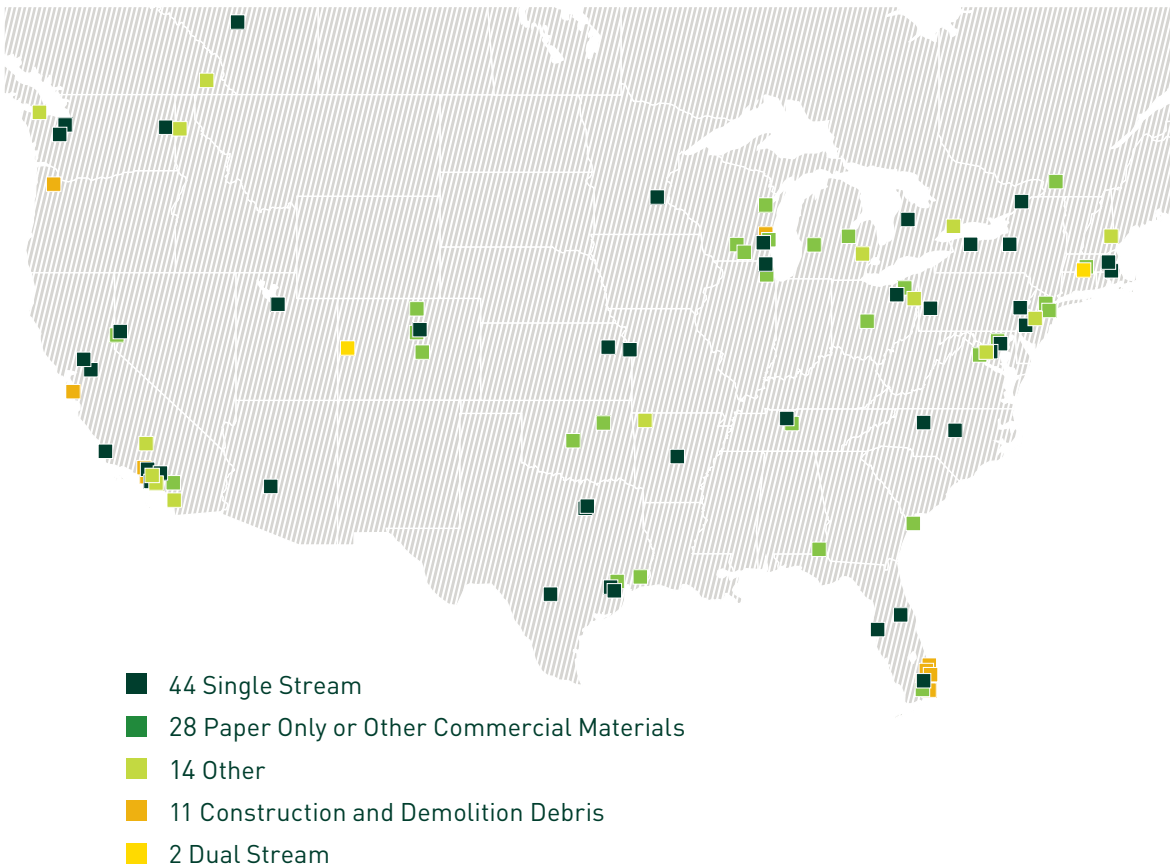 44 Single Stream
28 Paper Only or Other Commercial Materials
14 Other
11 Construction and Demolition Debris
2 Dual Stream